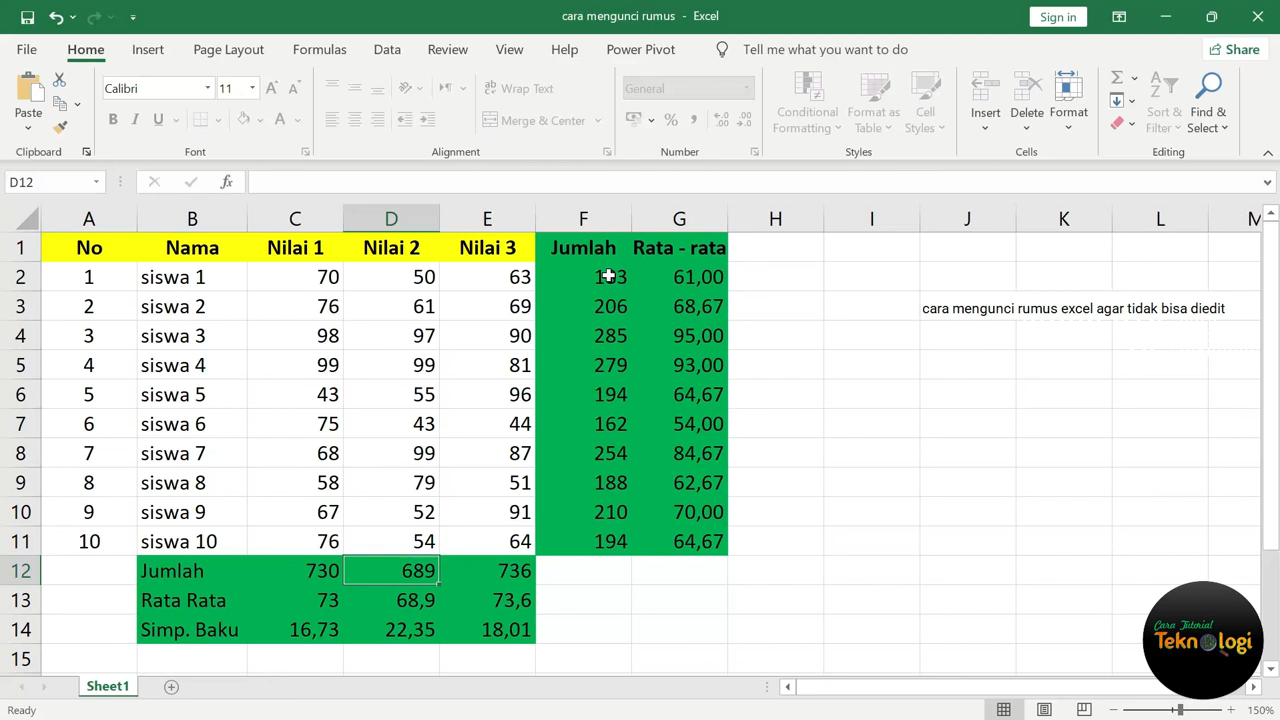 cara mengunci rumus - Excel
Sign in
File Home Insert Page Layout Formulas Data Review View Help Power Pivot Tell me what you want to do Share
Paste
Calibri 11
B I U A
Wrap Text
Merge & Center
General
Conditional Formatting
Format as Table
Cell Styles
Insert
Delete
Format
Sort & Filter
Find & Select
Clipboard Font Alignment Number Styles Cells Editing
D12 fx
A B C D E F G H I J K L M
1 No Nama Nilai 1 Nilai 2 Nilai 3 Jumlah Rata - rata
2 1 siswa 1 70 50 63 61,00
3 2 siswa 2 76 61 69 206 68,67 cara mengunci rumus excel agar tidak bisa diedit
4 3 siswa 3 98 97 90 285 95,00
5 4 siswa 4 99 99 81 279 93,00
6 5 siswa 5 43 55 96 194 64,67
7 6 siswa 6 75 43 44 162 54,00
8 7 siswa 7 68 99 87 254 84,67
9 8 siswa 8 58 79 51 188 62,67
10 9 siswa 9 67 52 91 210 70,00
11 10 siswa 10 76 54 64 194 64,67
12 Jumlah 730 689 736
13 Rata Rata 73 68,9 73,6
14 Simp. Baku 16,73 22,35 18,01
15
Cara Tutorial
Teknologi
Sheet1
Ready
150%